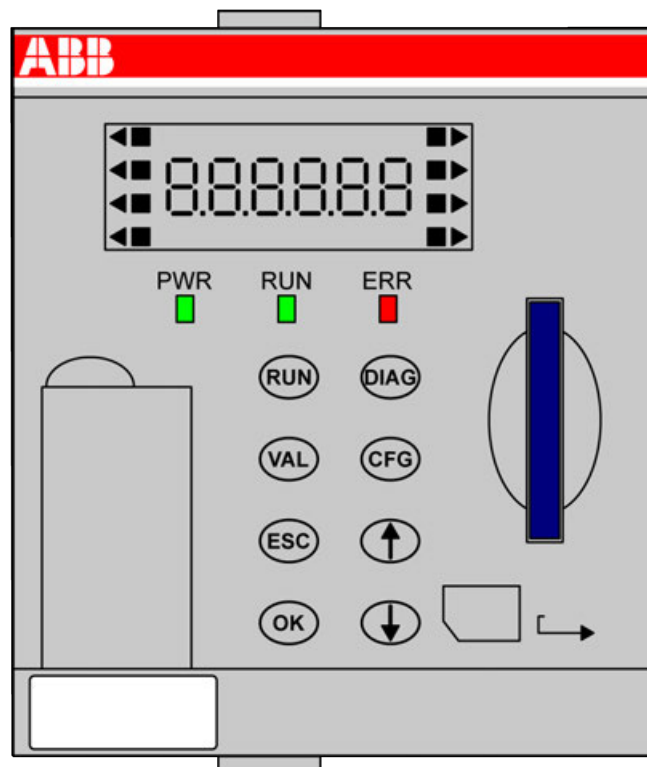 ABB
8.8.8.8.8.8
PWR RUN ERR
RUN DIAG
VAL CFG
ESC
OK